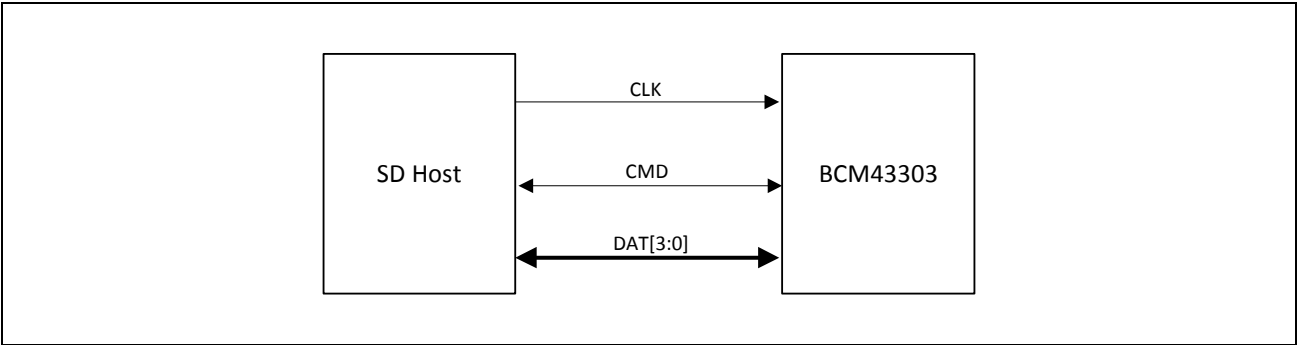 CLK
SD Host
CMD
BCM43303
DAT[3:0]